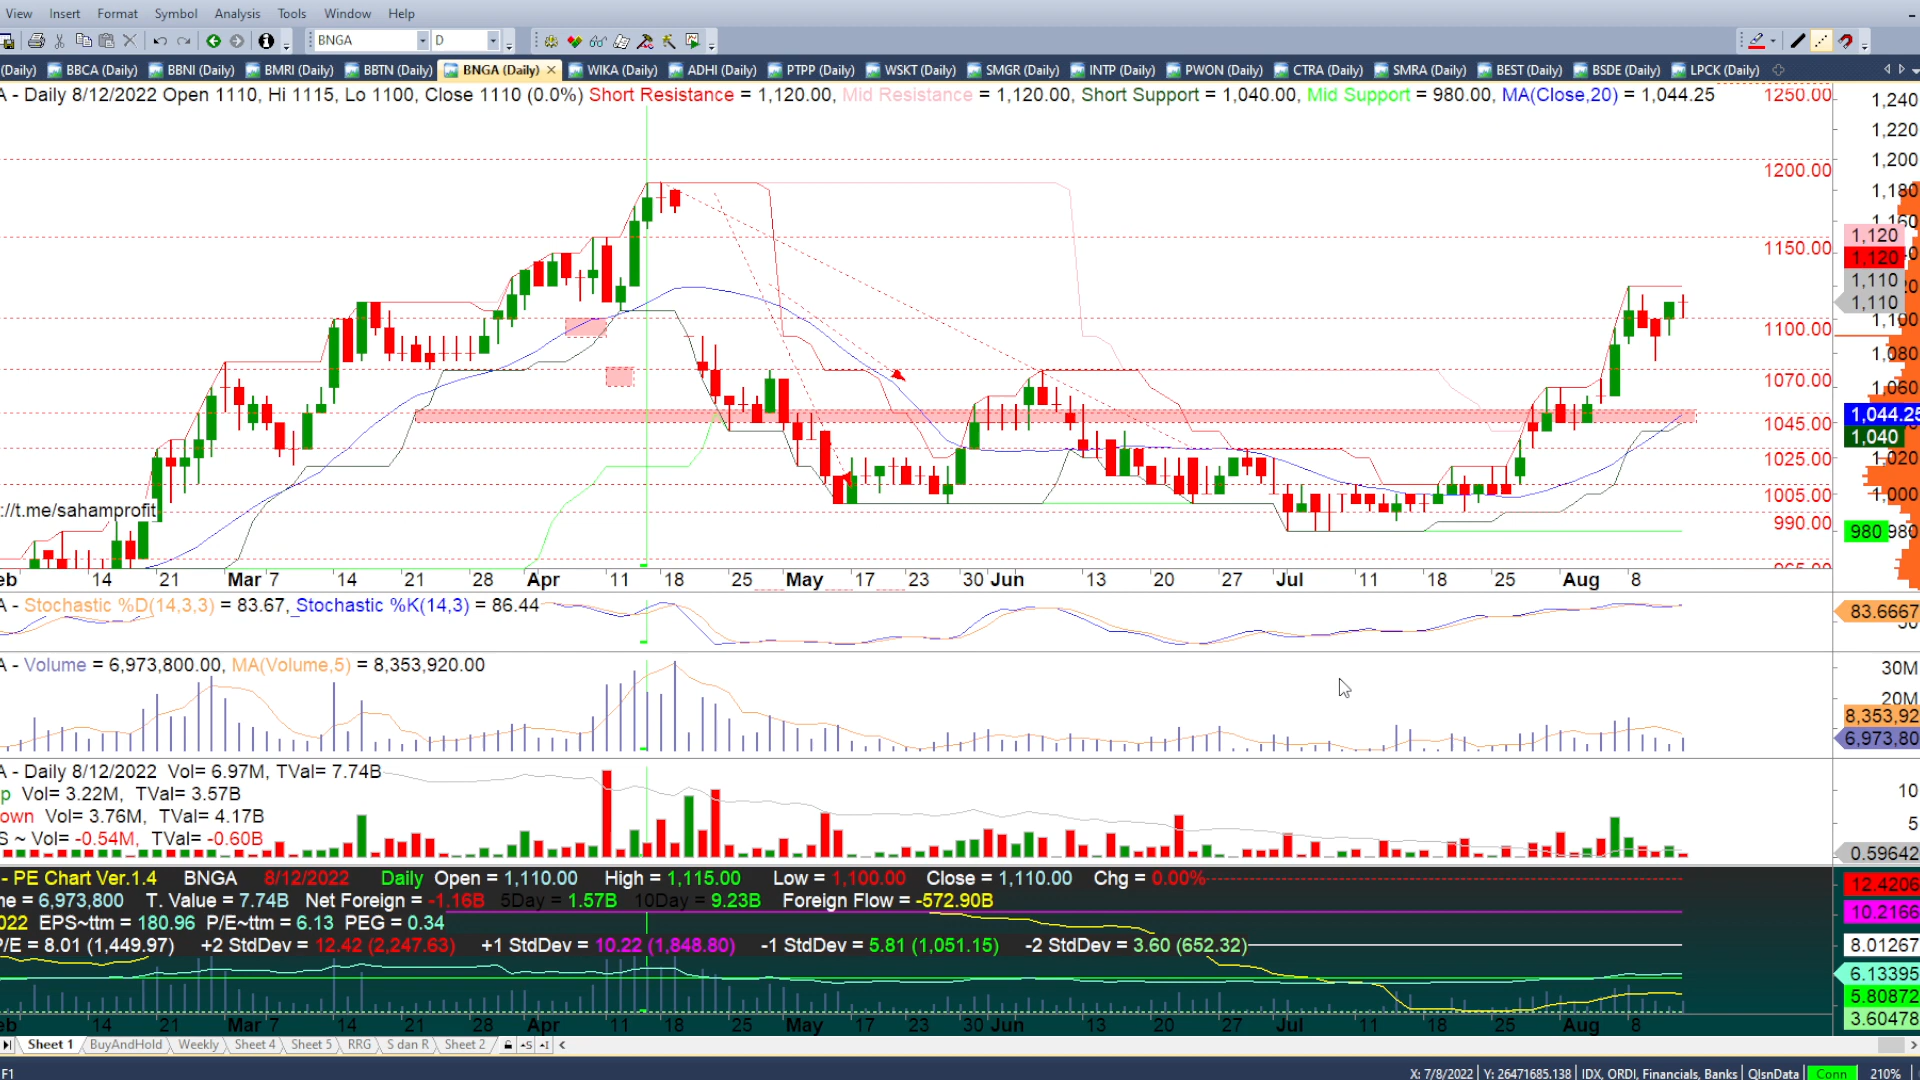 View Insert Format Symbol Analysis Tools Window Help
BNGA D
(Daily) BBCA (Daily) BBNI (Daily) BMRI (Daily) BBTN (Daily) BNGA (Daily) WIKA (Daily) ADHI (Daily) PTPP (Daily) WSKT (Daily) SMGR (Daily) INTP (Daily) PWON (Daily) CTRA (Daily) SMRA (Daily) BEST (Daily) BSDE (Daily) LPCK (Daily)
A - Daily 8/12/2022 Open 1110, Hi 1115, Lo 1100, Close 1110 (0.0%) Short Resistance = 1,120.00, Mid Resistance = 1,120.00, Short Support = 1,040.00, Mid Support = 980.00, MA(Close,20) = 1,044.25
1250.00
1,240
1,220
1,200
1200.00
1,180
1,160
1,120
1150.00
1,120
1,110
1,110
1,100
1100.00
1,080
1070.00
1,060
1,044.25
1045.00
1,040
1025.00
1,020
1005.00
1,000
://t.me/sahamprofit
990.00
980 980
eb 14 21 Mar 7 14 21 28 Apr 11 18 25 May 17 23 30 Jun 13 20 27 Jul 11 18 25 Aug 8
A - Stochastic %D(14,3,3) = 83.67, Stochastic %K(14,3) = 86.44
83.6667
A - Volume = 6,973,800.00, MA(Volume,5) = 8,353,920.00
30M
20M
8,353,92
6,973,80
A - Daily 8/12/2022 Vol= 6.97M, TVal= 7.74B
p Vol= 3.22M, TVal= 3.57B
own Vol= 3.76M, TVal= 4.17B
S ~ Vol= -0.54M, TVal= -0.60B
10
5
0.59642
- PE Chart Ver.1.4 BNGA 8/12/2022 Daily Open = 1,110.00 High = 1,115.00 Low = 1,100.00 Close = 1,110.00 Chg = 0.00%
me = 6,973,800 T. Value = 7.74B Net Foreign = -1.16B 5Day = 1.57B 10Day = 9.23B Foreign Flow = -572.90B
022 EPS~ttm = 180.96 P/E~ttm = 6.13 PEG = 0.34
P/E = 8.01 (1,449.97) +2 StdDev = 12.42 (2,247.63) +1 StdDev = 10.22 (1,848.80) -1 StdDev = 5.81 (1,051.15) -2 StdDev = 3.60 (652.32)
12.4206
10.2166
8.01267
6.13395
5.80872
3.60478
eb 14 21 Mar 7 14 21 28 Apr 11 18 25 May 17 23 30 Jun 13 20 27 Jul 11 18 25 Aug 8
Sheet 1 BuyAndHold Weekly Sheet 4 Sheet 5 RRG S dan R Sheet 2
F1 X: 7/8/2022 Y: 26471685.138 IDX, ORDI, Financials, Banks QlsnData Conn 210%